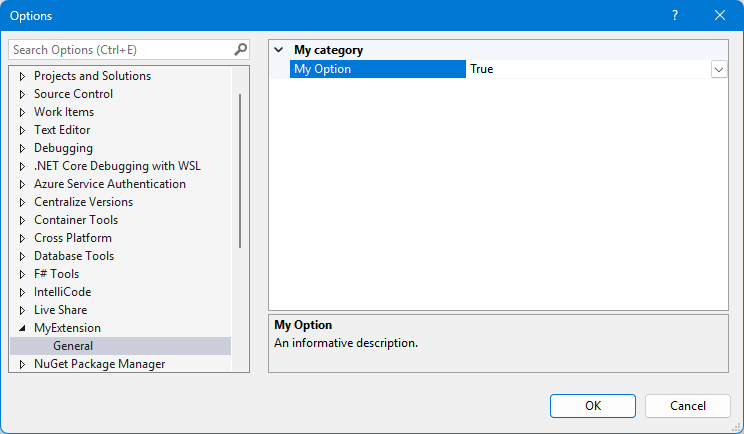 Options
?
Search Options (Ctrl+E)
Projects and Solutions
Source Control
Work Items
Text Editor
Debugging
.NET Core Debugging with WSL
Azure Service Authentication
Centralize Versions
Container Tools
Cross Platform
Database Tools
F# Tools
IntelliCode
Live Share
MyExtension
General
NuGet Package Manager
My category
My Option True
My Option
An informative description.
OK Cancel